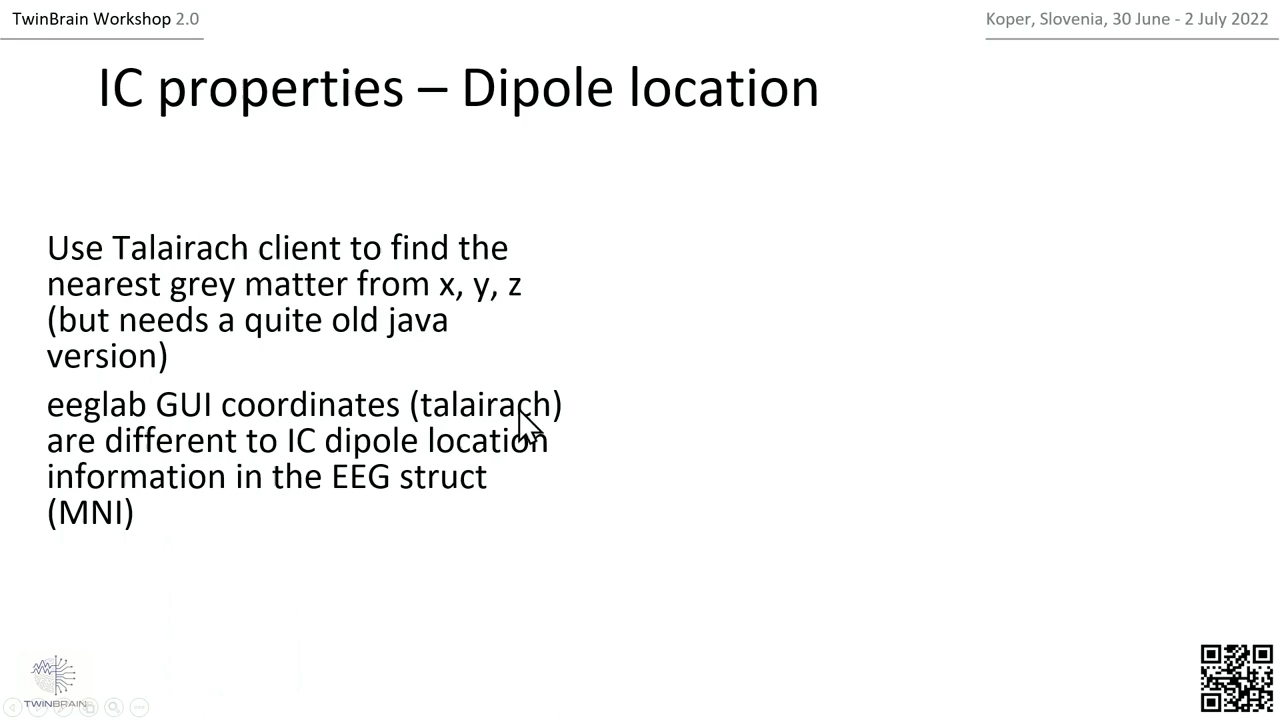 TwinBrain Workshop 2.0
Koper, Slovenia, 30 June - 2 July 2022
IC properties – Dipole location
Use Talairach client to find the
nearest grey matter from x, y, z
(but needs a quite old java
version)
eeglab GUI coordinates (talairach)
are different to IC dipole location
information in the EEG struct
(MNI)
TWINBRAIN